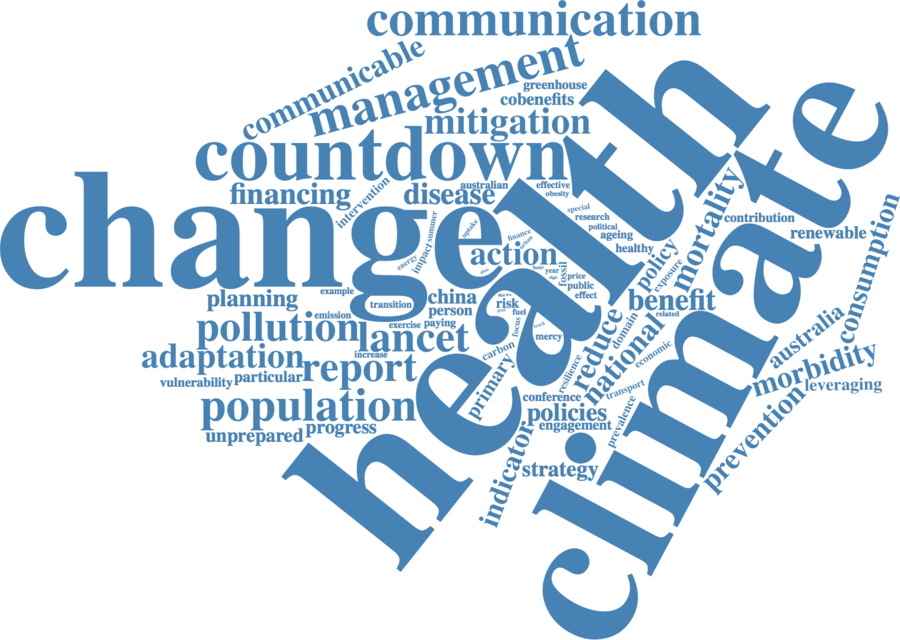 communication
communicable
management
greenhouse
cobenefits
mitigation
countdown
health
climate
change
financing
intervention
disease
australian
effective
obesity
special
research
political
ageing
healthy
mortality
contribution
renewable
consumption
summer
impact
energy
uptake
finance
urban
action
fossil
year
price
public
effect
policy
exposure
benefit
related
planning
example
transition
china
person
risk
fuel
emission
pollution
exercise
paying
lancet
focus
mercy
reduce
domain
national
australia
adaptation
increase
report
carbon
primary
resilience
economic
transport
morbidity
leveraging
vulnerability
particular
population
conference
policies
engagement
prevalence
prevention
unprepared
progress
indicator
strategy